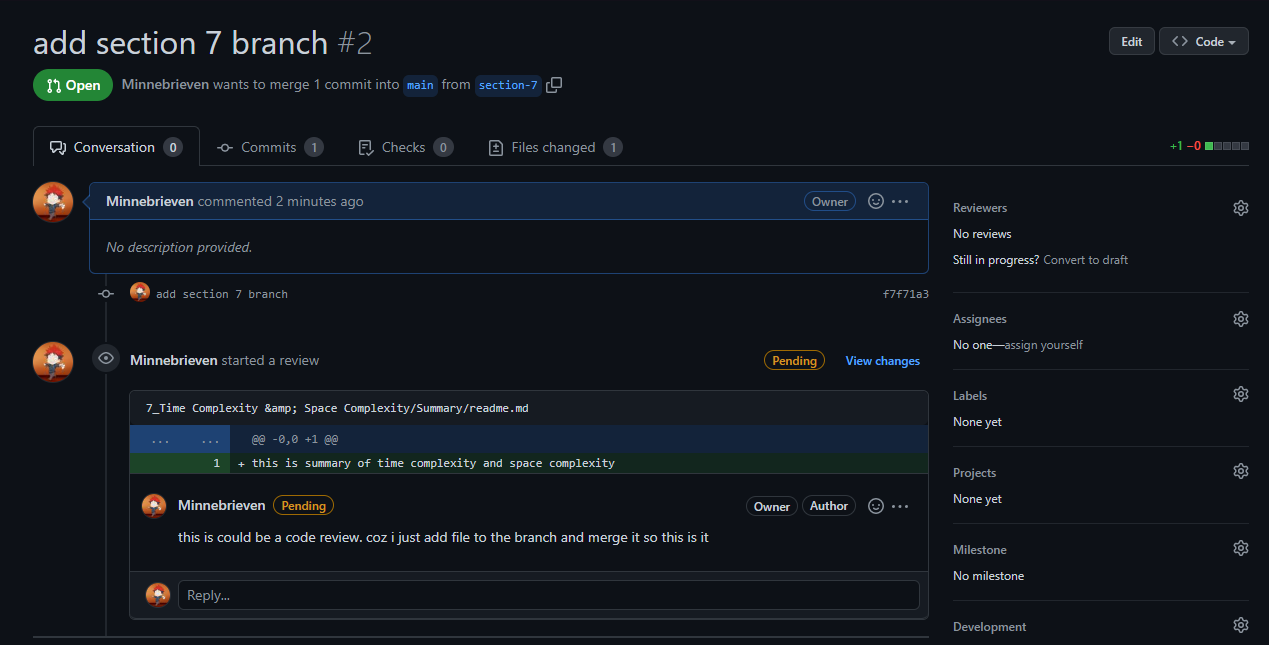 add section 7 branch #2
Edit
<> Code
Open
Minnebrieven wants to merge 1 commit into main from section-7
Conversation 0
Commits 1
Checks 0
Files changed 1
+1 −0
Minnebrieven commented 2 minutes ago
Owner
No description provided.
add section 7 branch
f7f71a3
Minnebrieven started a review
Pending
View changes
7_Time Complexity &amp; Space Complexity/Summary/readme.md
... ... @@ -0,0 +1 @@
1 + this is summary of time complexity and space complexity
Minnebrieven Pending
Owner Author
this is could be a code review. coz i just add file to the branch and merge it so this is it
Reply...
Reviewers
No reviews
Still in progress? Convert to draft
Assignees
No one—assign yourself
Labels
None yet
Projects
None yet
Milestone
No milestone
Development